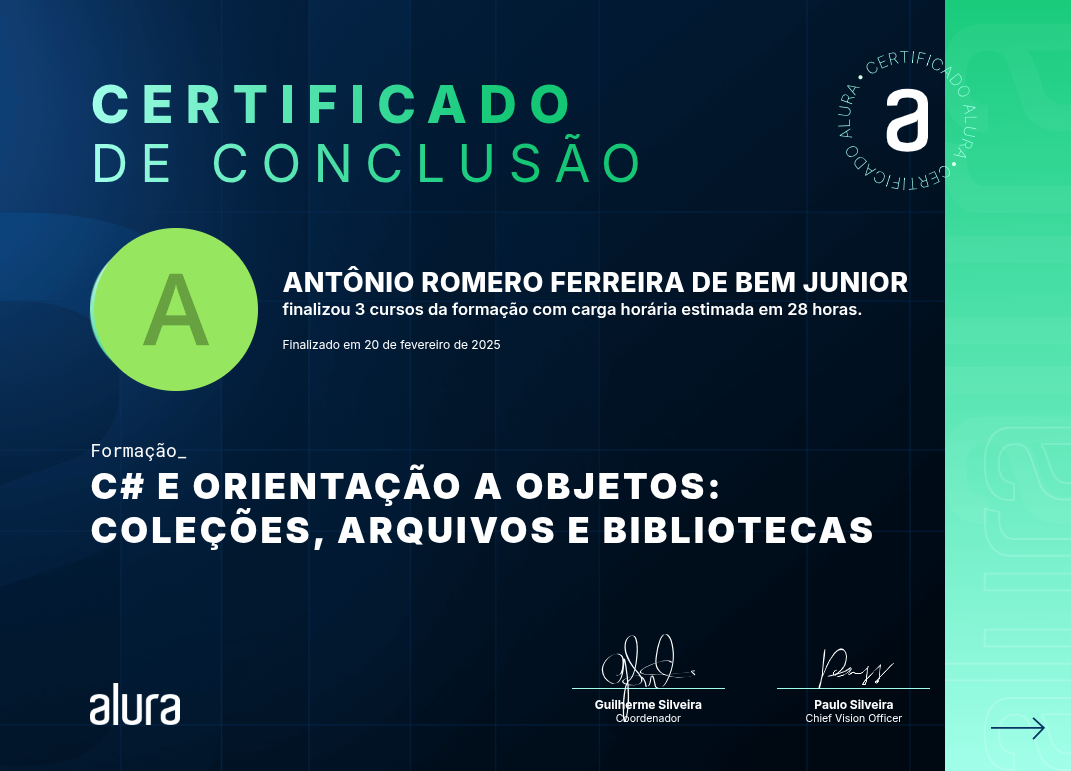 CERTIFICADO
DE CONCLUSÃO
CERTIFICADO ALURA • CERTIFICADO ALURA •
a
A
ANTÔNIO ROMERO FERREIRA DE BEM JUNIOR
finalizou 3 cursos da formação com carga horária estimada em 28 horas.
Finalizado em 20 de fevereiro de 2025
Formação_
C# E ORIENTAÇÃO A OBJETOS:
COLEÇÕES, ARQUIVOS E BIBLIOTECAS
alura
Guilherme Silveira
Coordenador
Paulo Silveira
Chief Vision Officer
alura